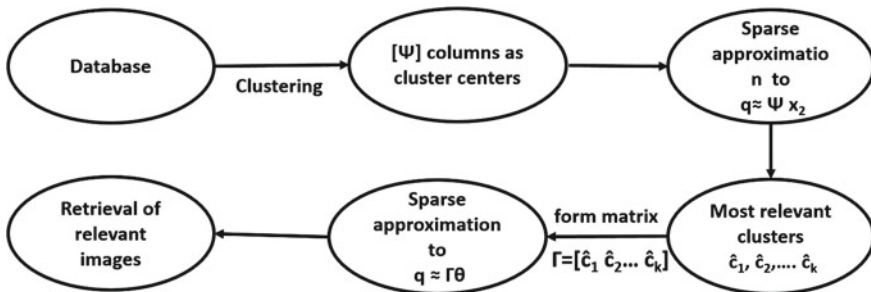 Database
Clustering
[Ψ] columns as
cluster centers
Sparse
approximatio
n to
q≈ Ψ x₂
Most relevant
clusters
ĉ₁, ĉ₂,.... ĉₖ
form matrix
Γ=[ĉ₁ ĉ₂... ĉₖ]
Sparse
approximation
to
q ≈ Γθ
Retrieval of
relevant
images